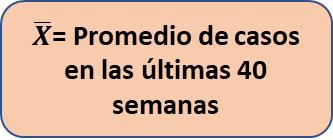 X̅= Promedio de casos
en las últimas 40
semanas